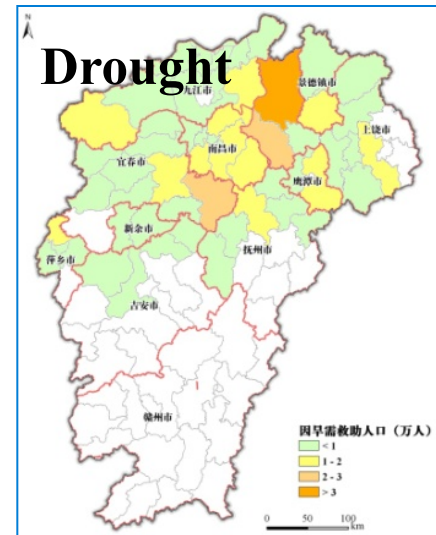 N
Drought
九江市
景德镇市
上饶市
南昌市
宜春市
鹰潭市
新余市
抚州市
萍乡市
吉安市
赣州市
因旱需救助人口（万人）
< 1
1 - 2
2 - 3
> 3
0 50 100
km